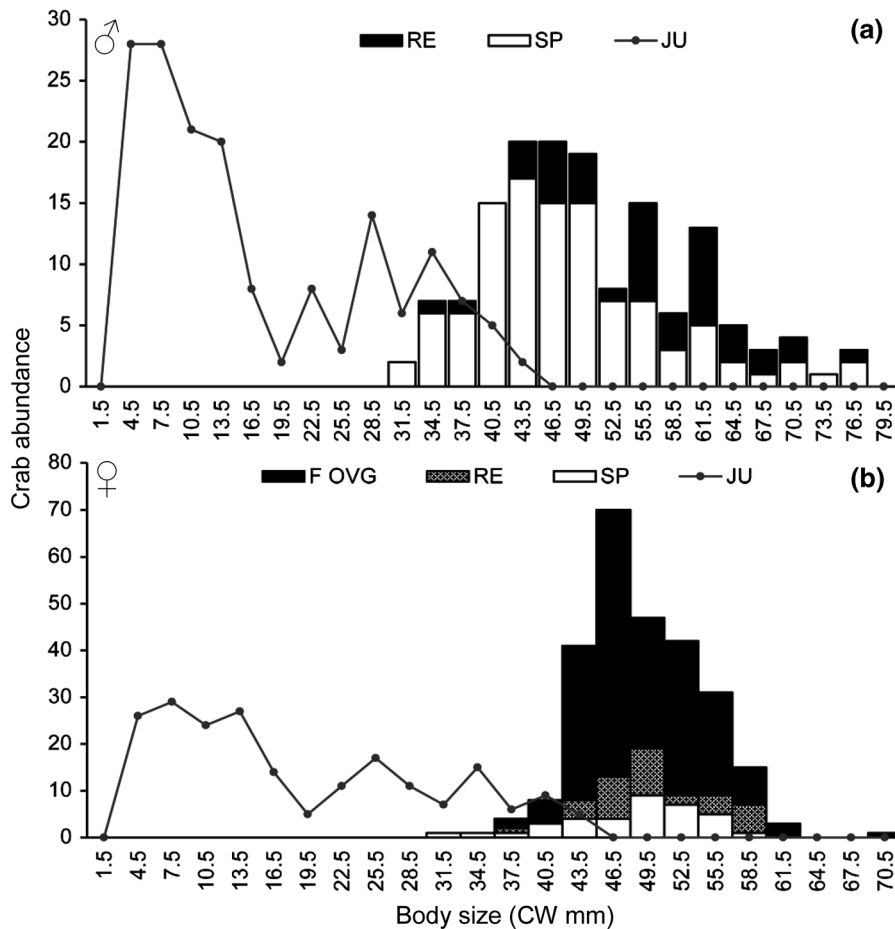 ♂ RE SP JU (a)
30
25
20
15
10
5
0
1.5 4.5 7.5 10.5 13.5 16.5 19.5 22.5 25.5 28.5 31.5 34.5 37.5 40.5 43.5 46.5 49.5 52.5 55.5 58.5 61.5 64.5 67.5 70.5 73.5 76.5 79.5
Crab abundance
♀ F OVG RE SP JU (b)
80
70
60
50
40
30
20
10
0
1.5 4.5 7.5 10.5 13.5 16.5 19.5 22.5 25.5 28.5 31.5 34.5 37.5 40.5 43.5 46.5 49.5 52.5 55.5 58.5 61.5 64.5 67.5 70.5
Body size (CW mm)